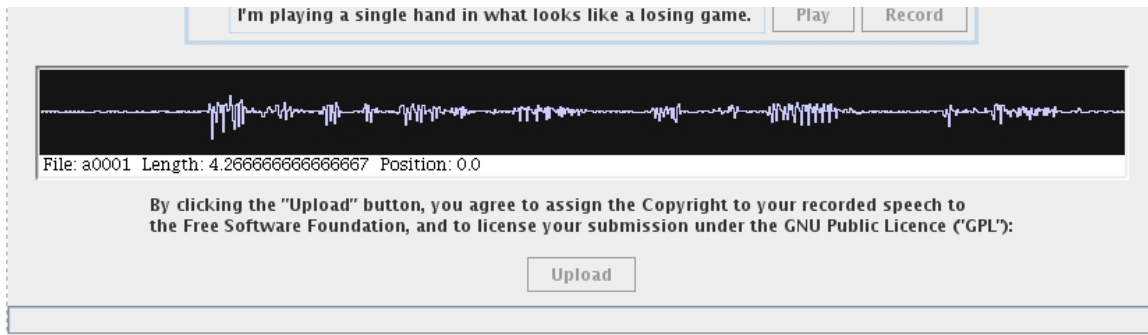 I'm playing a single hand in what looks like a losing game. Play Record
File: a0001 Length: 4.266666666666667 Position: 0.0
By clicking the "Upload" button, you agree to assign the Copyright to your recorded speech to
the Free Software Foundation, and to license your submission under the GNU Public Licence ("GPL"):
Upload